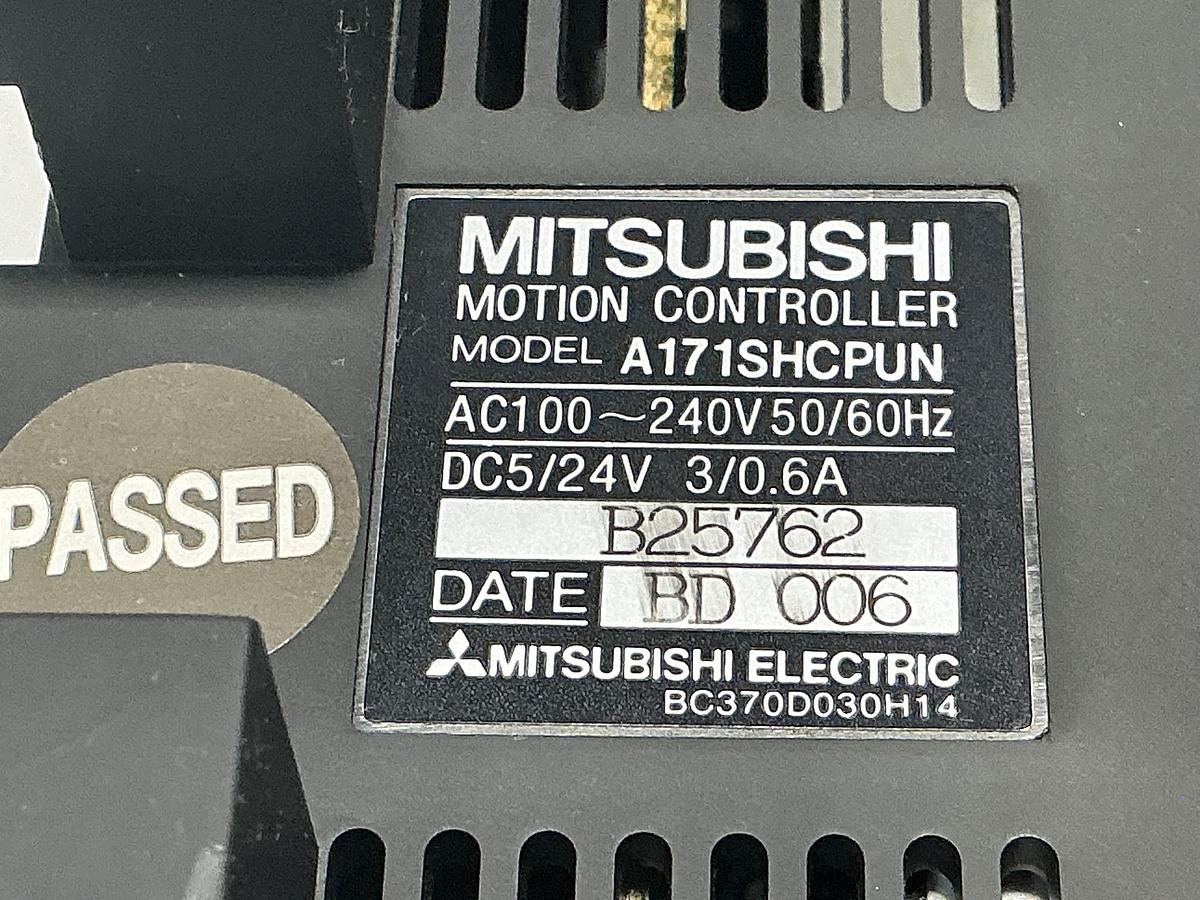 MITSUBISHI
MOTION CONTROLLER
MODEL A171SHCPUN
AC100～240V 50/60Hz
DC5/24V 3/0.6A
B25762
DATE BD 006
MITSUBISHI ELECTRIC
BC370D030H14
PASSED